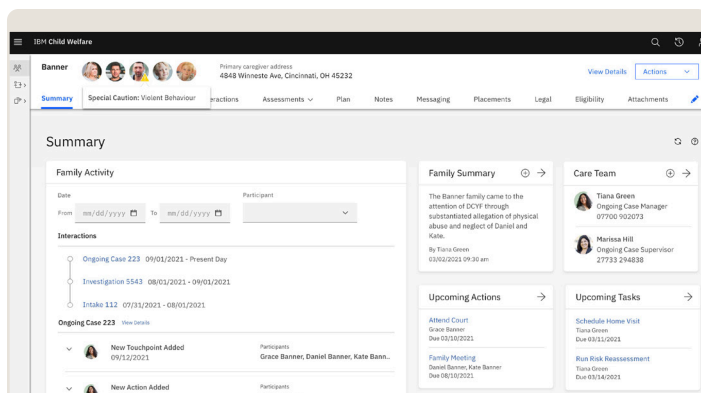 IBM Child Welfare
Banner
Primary caregiver address
4848 Winneste Ave, Cincinnati, OH 45232
View Details
Actions
Summary
Special Caution: Violent Behaviour
eractions
Assessments
Plan
Notes
Messaging
Placements
Legal
Eligibility
Attachments
Summary
Family Activity
Date
Participant
From mm/dd/yyyy To mm/dd/yyyy
Interactions
Ongoing Case 223 09/01/2021 - Present Day
Investigation 5543 08/01/2021 - 09/01/2021
Intake 112 07/31/2021 - 08/01/2021
Ongoing Case 223 View Details
New Touchpoint Added
09/12/2021
Participants
Grace Banner, Daniel Banner, Kate Bann..
New Action Added
Participants
Family Summary
The Banner family came to the
attention of DCYF through
substantisted allegation of physical
abuse and neglect of Daniel and
Kate.
By Tiana Green
03/02/2021 09:30 am
Care Team
Tiana Green
Ongoing Case Manager
07700 902073
Marissa Hill
Ongoing Case Supervisor
27733 294838
Upcoming Actions
Attend Court
Grace Banner
Due 03/10/2021
Family Meeting
Daniel Banner, Kate Banner
Due 08/10/2021
Upcoming Tasks
Schedule Home Visit
Tiana Green
Due 03/11/2021
Run Risk Reassessment
Tiana Green
Due 03/14/2021